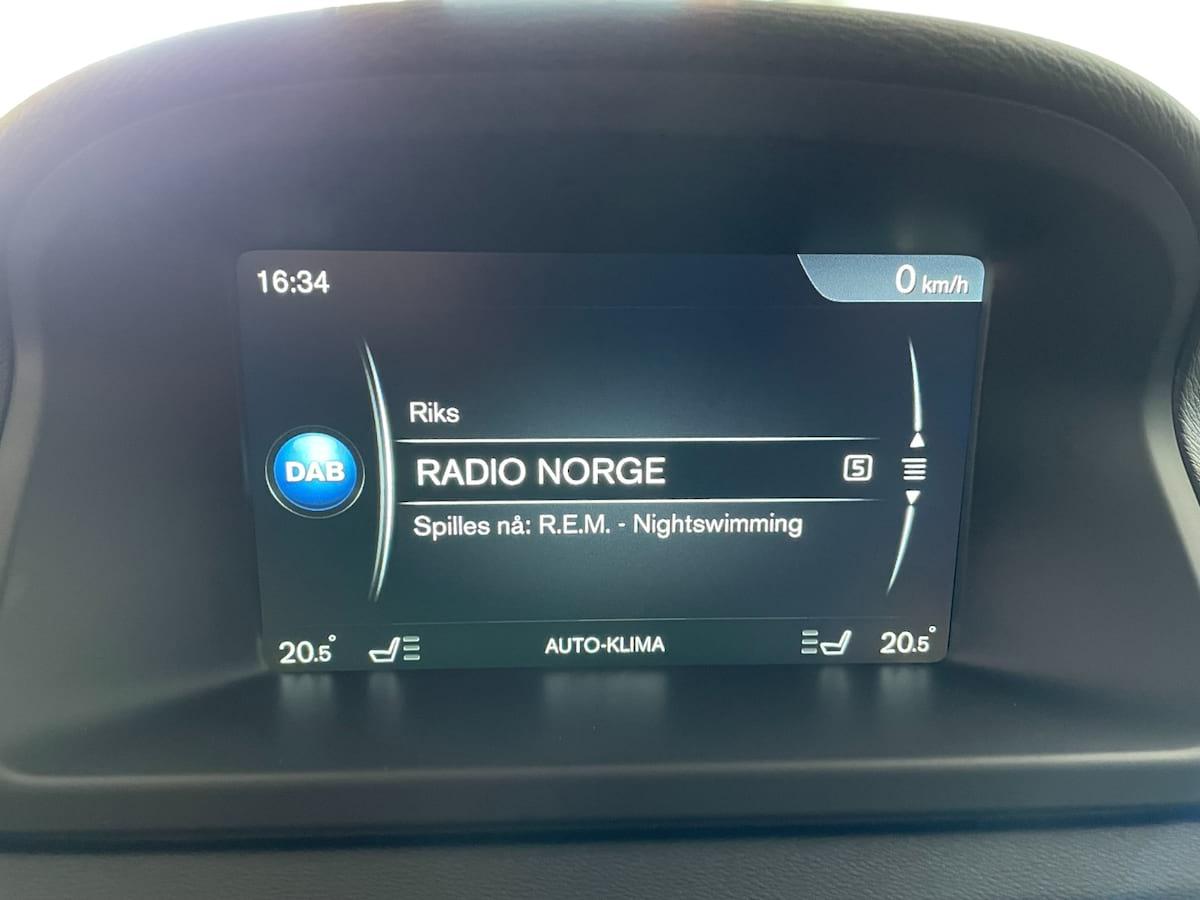 16:34
0 km/h
Riks
DAB
RADIO NORGE
5
Spilles nå: R.E.M. - Nightswimming
20.5°
AUTO-KLIMA
20.5°